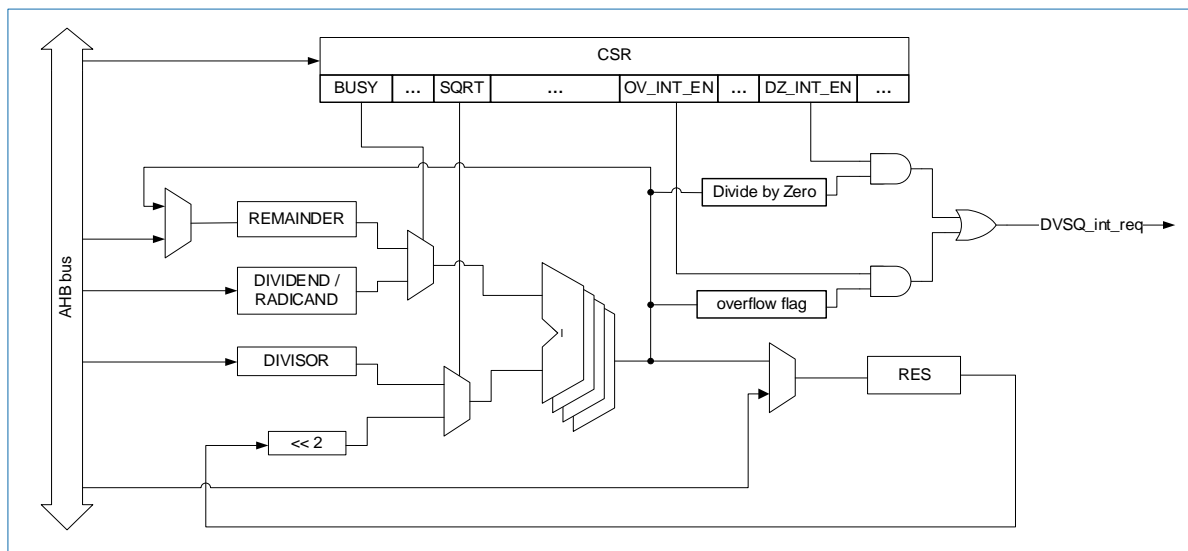 CSR
BUSY
...
SQRT
...
OV_INT_EN
...
DZ_INT_EN
...
AHB bus
REMAINDER
Divide by Zero
DVSQ_int_req
DIVIDEND /
RADICAND
overflow flag
DIVISOR
RES
<< 2